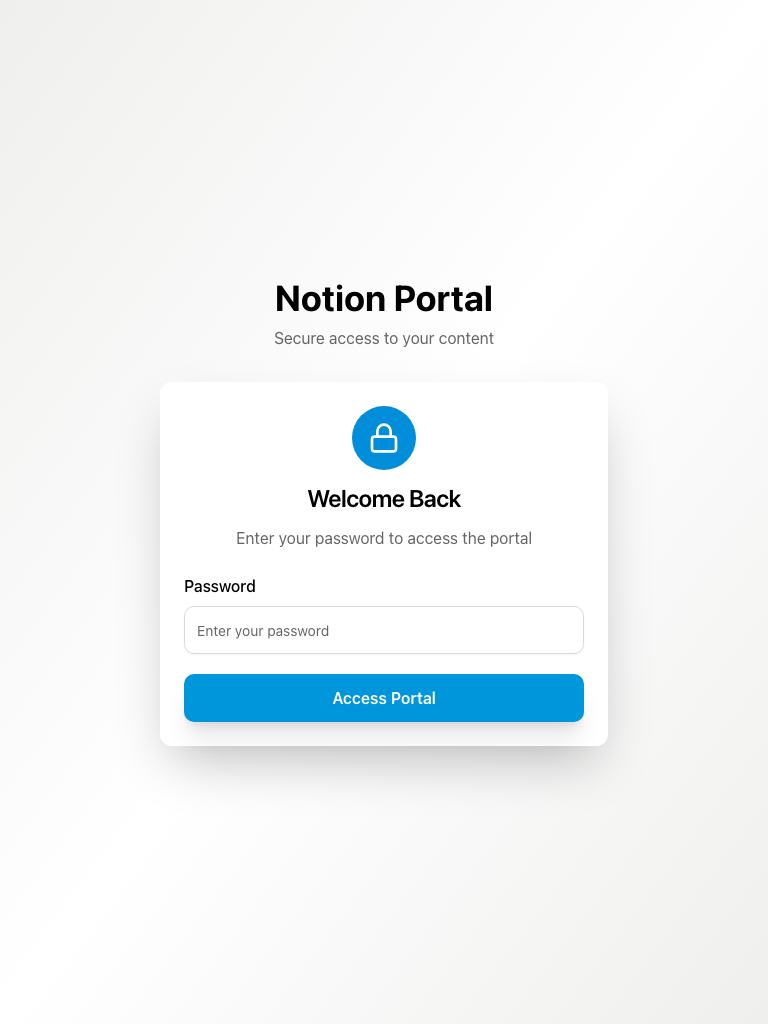 Notion Portal
Secure access to your content
Welcome Back
Enter your password to access the portal
Password
Enter your password
Access Portal